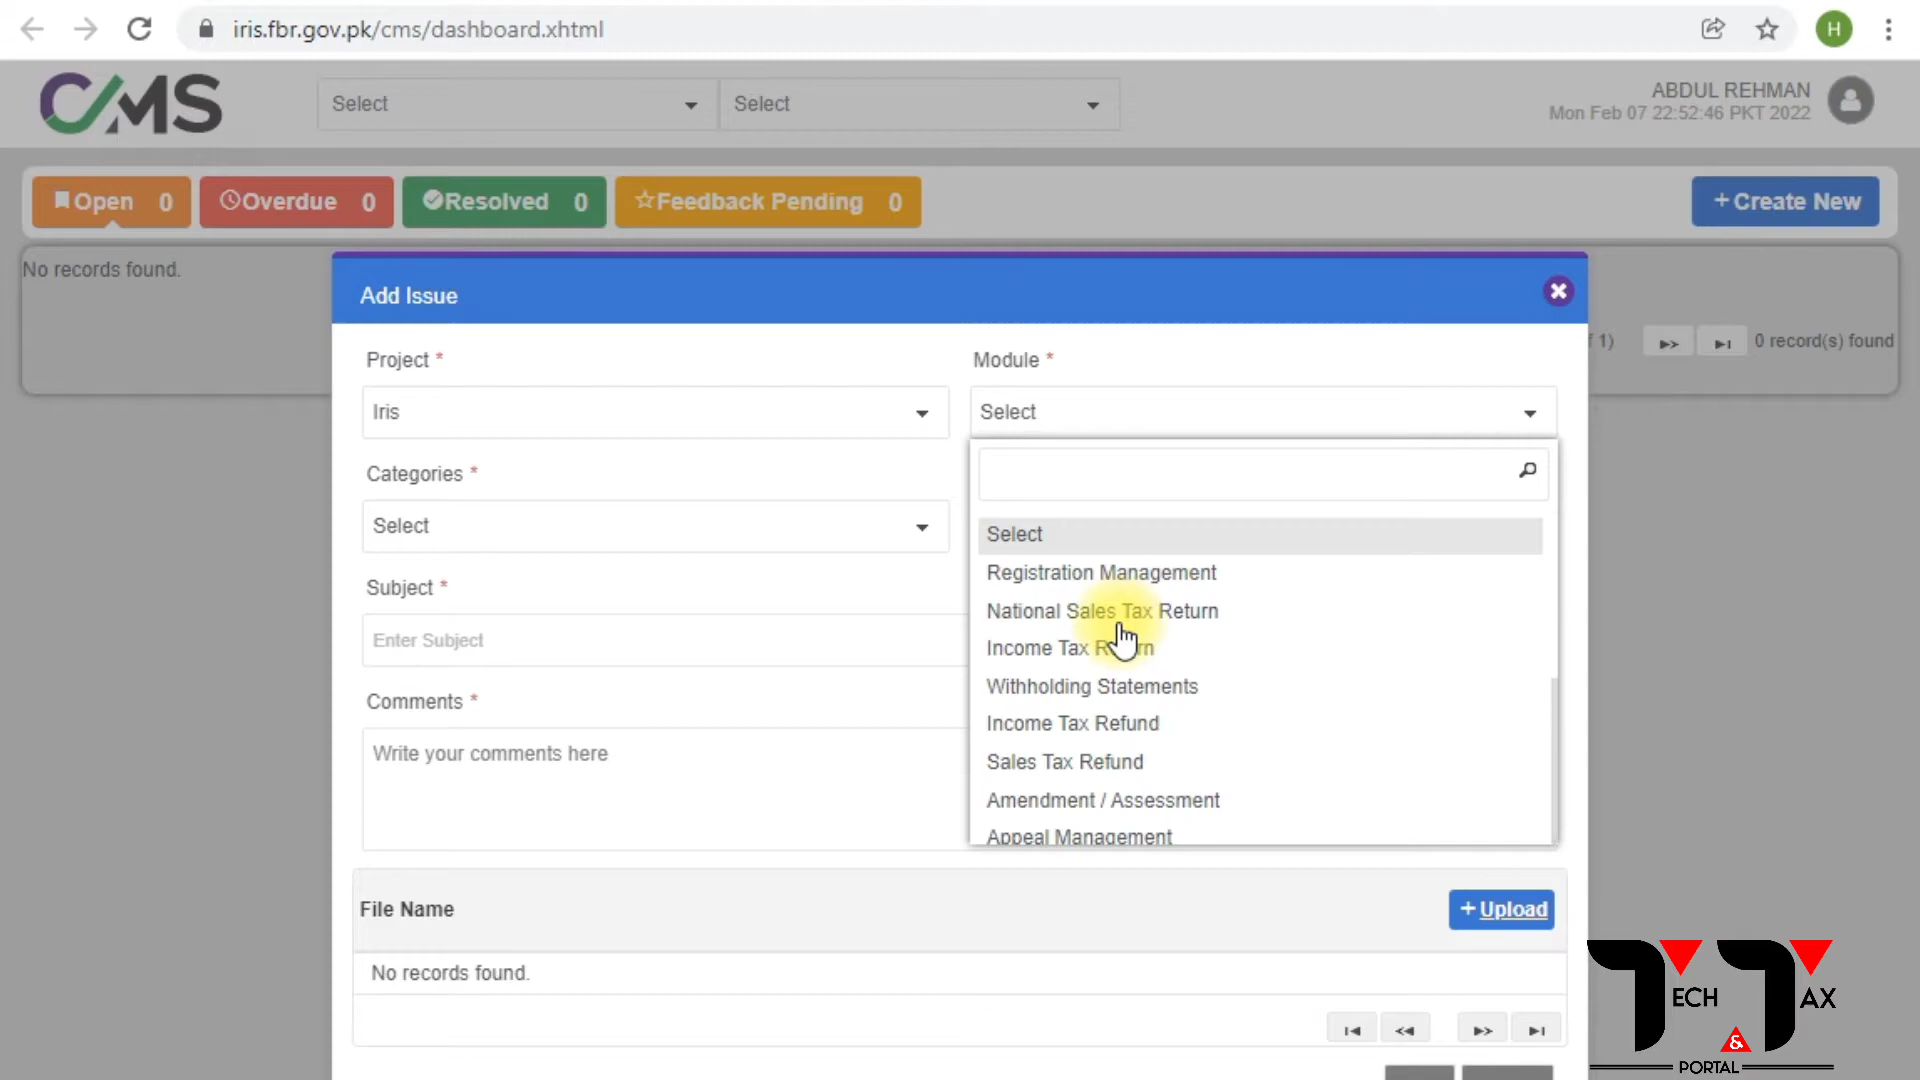 iris.fbr.gov.pk/cms/dashboard.xhtml
H
CMS
Select
Select
ABDUL REHMAN
Mon Feb 07 22:52:46 PKT 2022
Open 0
Overdue 0
Resolved 0
Feedback Pending 0
+ Create New
No records found.
1)
0 record(s) found
Add Issue
Project *
Module *
Iris
Select
Categories *
Select
Select
Registration Management
National Sales Tax Return
Subject *
Enter Subject
Income Tax
Withholding Statements
Comments *
Income Tax Refund
Write your comments here
Sales Tax Refund
Amendment / Assessment
Appeal Management
File Name
+ Upload
No records found.
TECH & TAX
PORTAL